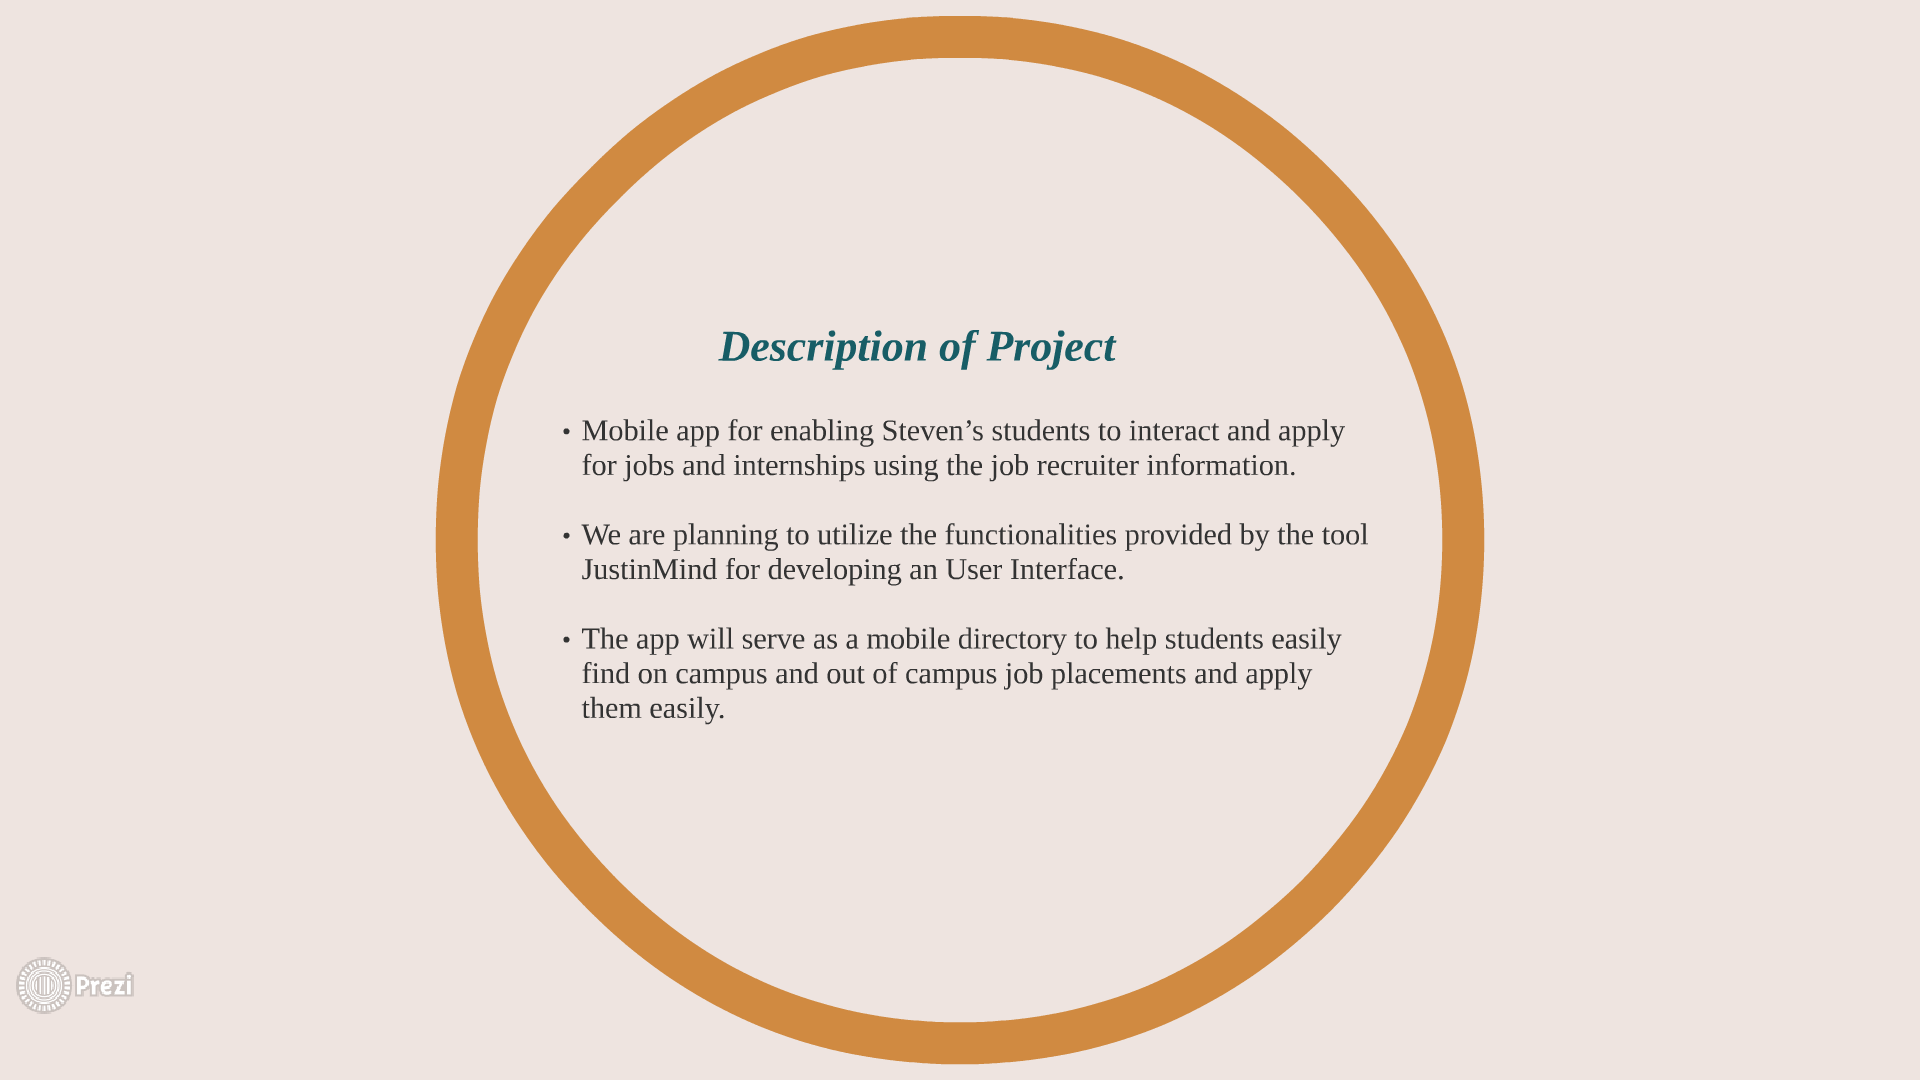 Description of Project
• Mobile app for enabling Steven’s students to interact and apply
for jobs and internships using the job recruiter information.
• We are planning to utilize the functionalities provided by the tool
JustinMind for developing an User Interface.
• The app will serve as a mobile directory to help students easily
find on campus and out of campus job placements and apply
them easily.
Prezi